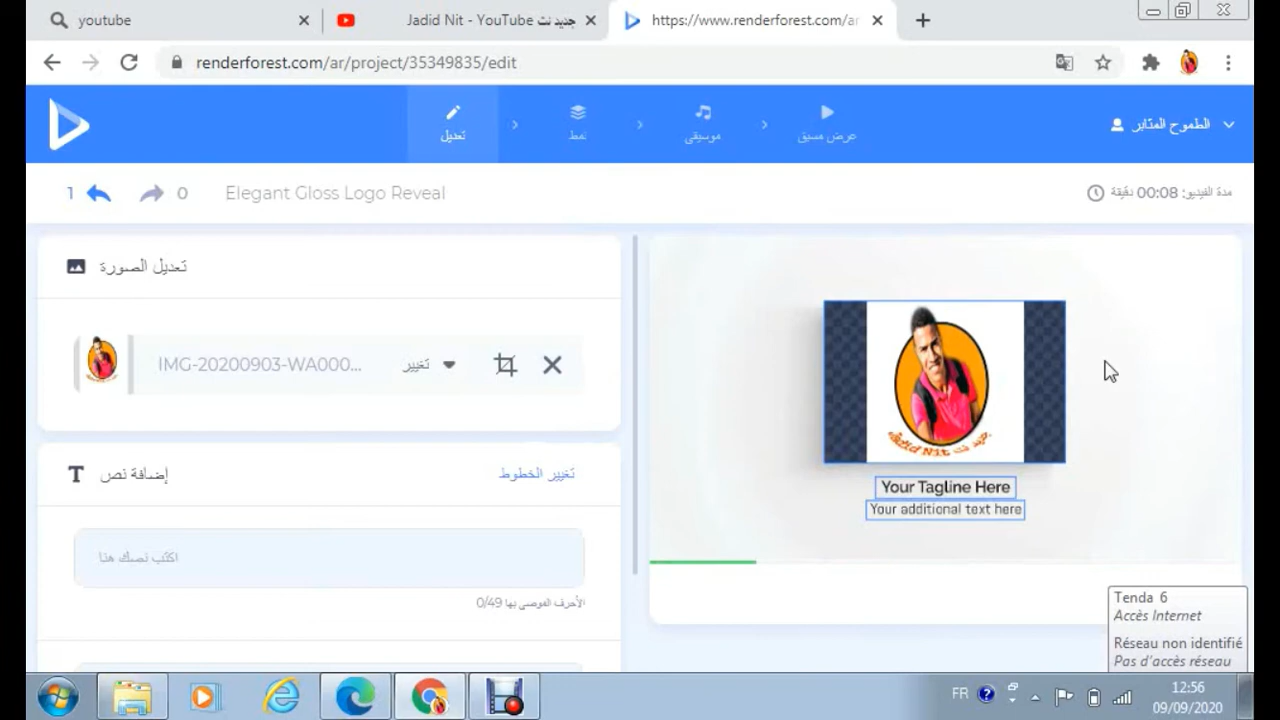 youtube
Jadid Nit - YouTube جديد نت
https://www.renderforest.com/ar
renderforest.com/ar/project/35349835/edit
تعديل
نمط
موسيقى
عرض مسبق
الطموح المثابر
1
0
Elegant Gloss Logo Reveal
مدة الفيديو: 00:08 دقيقة
تعديل الصورة
IMG-20200903-WA000...
تغيير
إضافة نص
تغيير الخطوط
اكتب نصك هنا
الأحرف الموصى بها 0/49
Jadid Nit جديد نت
Your Tagline Here
Your additional text here
Tenda 6
Accès Internet
Réseau non identifié
Pas d'accès réseau
FR
12:56
09/09/2020